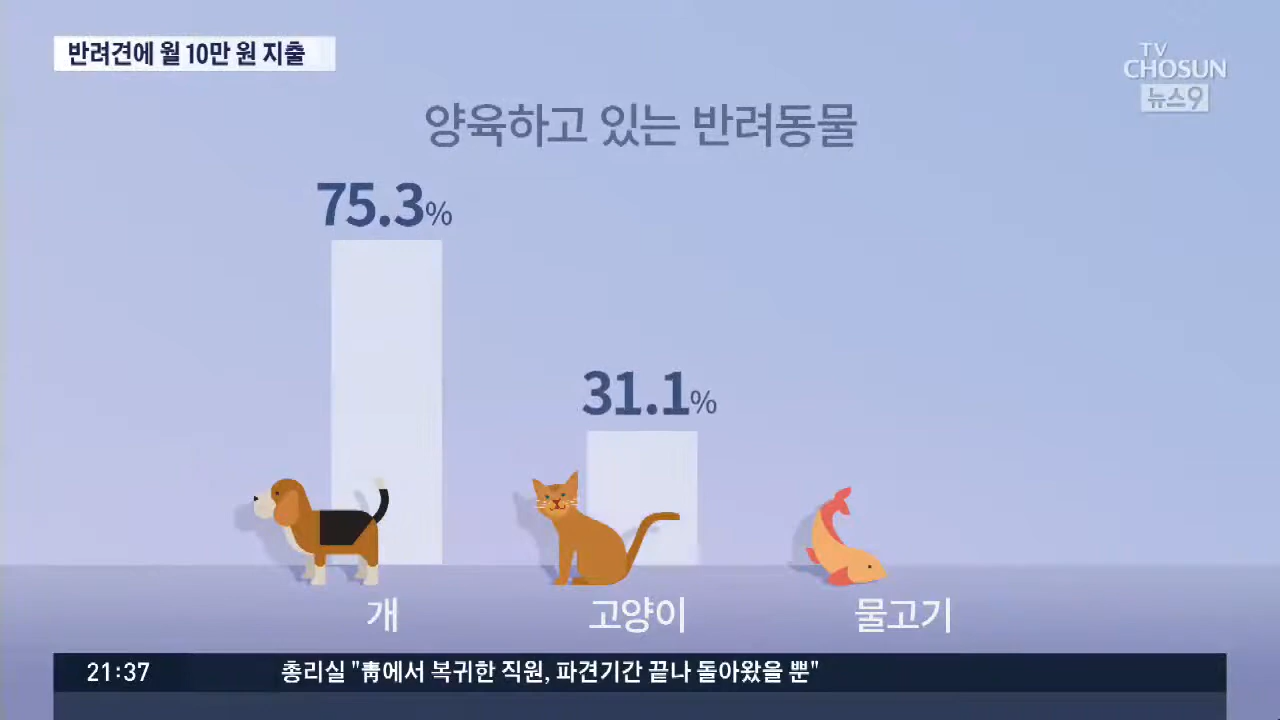 반려견에 월 10만 원 지출
TV
CHOSUN
뉴스9
양육하고 있는 반려동물
75.3%
31.1%
개
고양이
물고기
21:37
총리실 "靑에서 복귀한 직원, 파견기간 끝나 돌아왔을 뿐"